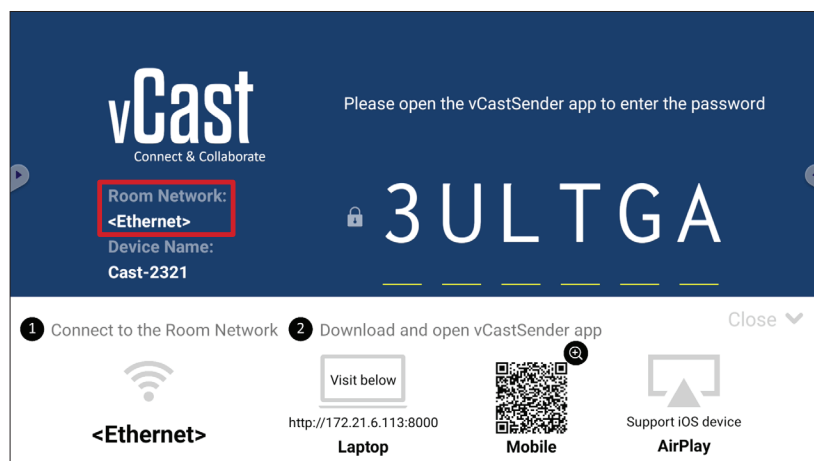 vCast
Connect & Collaborate
Please open the vCastSender app to enter the password
Room Network:
<Ethernet>
3ULTGA
Device Name:
Cast-2321
Close
1 Connect to the Room Network
2 Download and open vCastSender app
<Ethernet>
Visit below
http://172.21.6.113:8000
Laptop
Mobile
Support iOS device
AirPlay